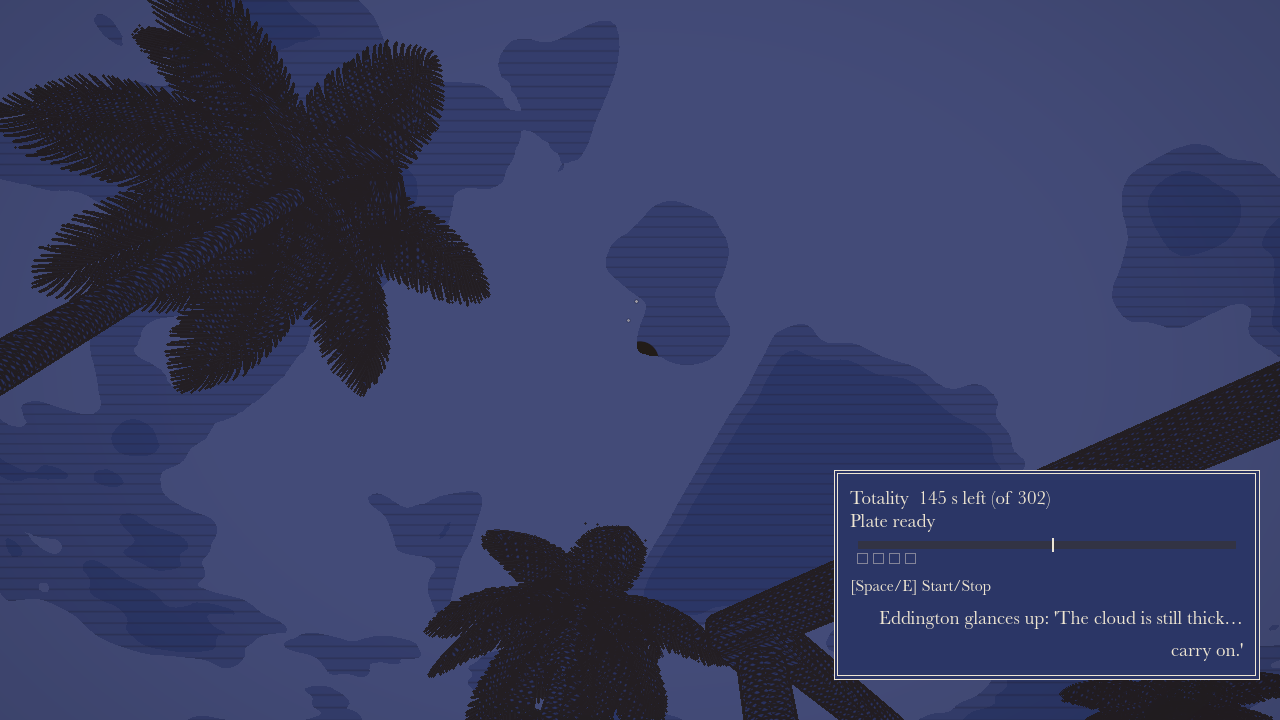 Totality 145 s left (of 302)
Plate ready
[Space/E] Start/Stop
Eddington glances up: 'The cloud is still thick…
carry on.'